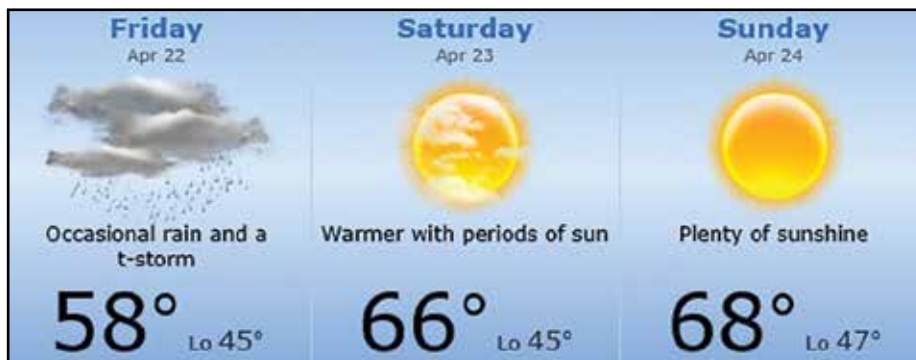 Friday
Apr 22
Occasional rain and a
t-storm
58° Lo 45°
Saturday
Apr 23
Warmer with periods of sun
66° Lo 45°
Sunday
Apr 24
Plenty of sunshine
68° Lo 47°